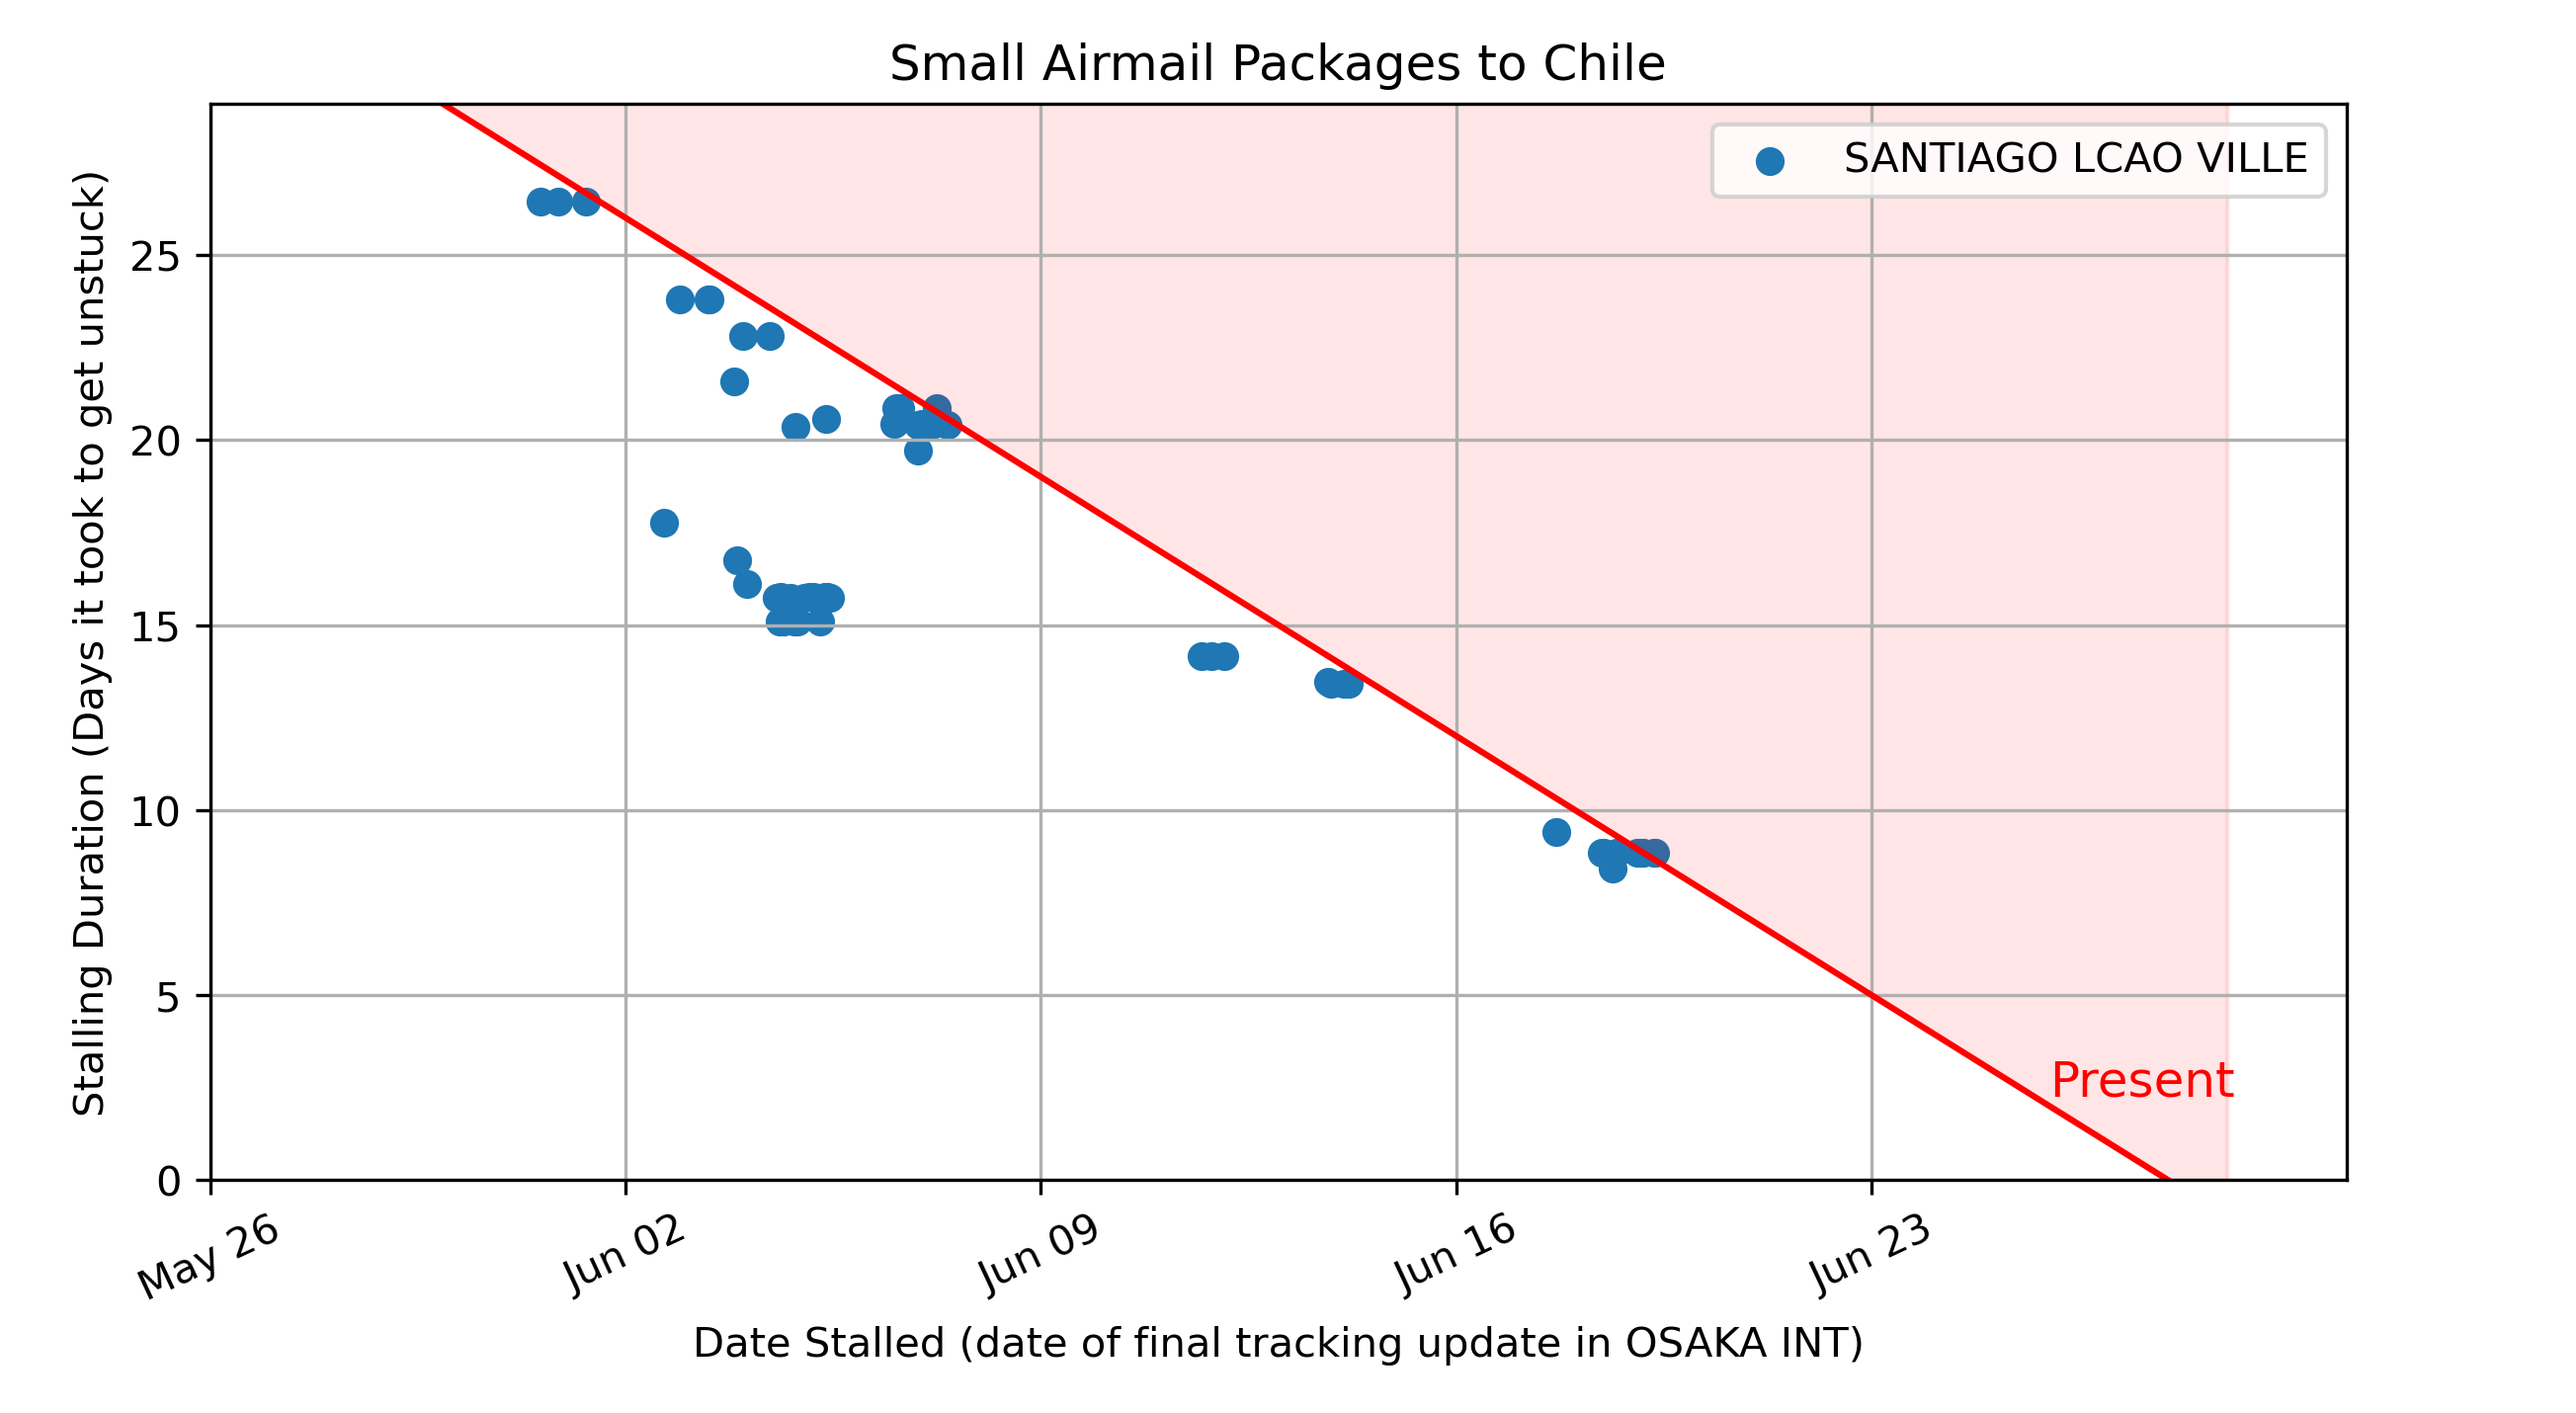 Small Airmail Packages to Chile
SANTIAGO LCAO VILLE
Stalling Duration (Days it took to get unstuck)
25
20
15
10
5
0
Present
May 26
Jun 02
Jun 09
Jun 16
Jun 23
Date Stalled (date of final tracking update in OSAKA INT)